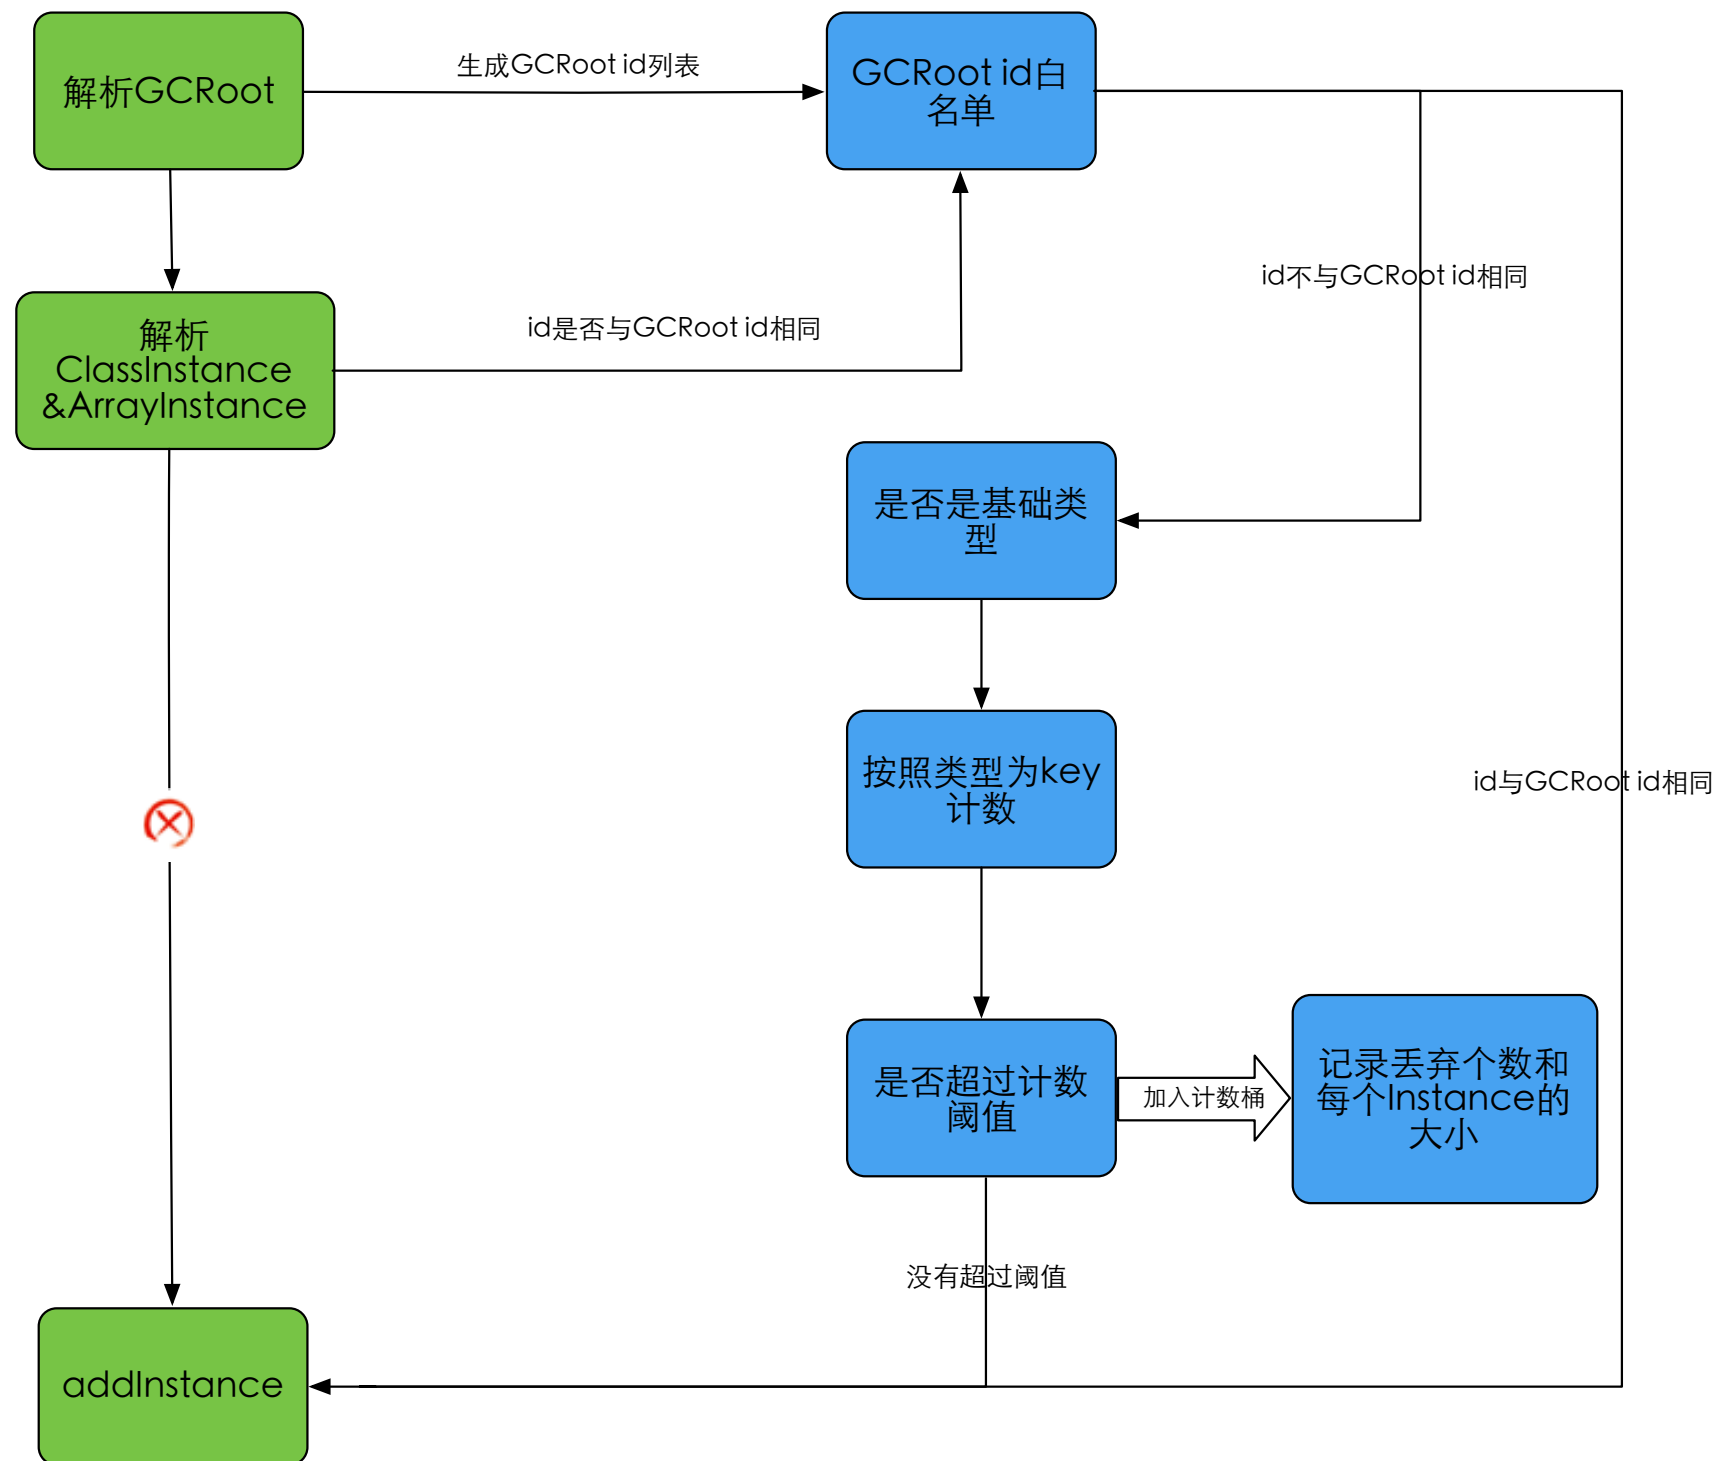 解析GCRoot
生成GCRoot id列表
GCRoot id白
名单
id不与GCRoot id相同
解析
ClassInstance
&ArrayInstance
id是否与GCRoot id相同
是否是基础类
型
按照类型为key
计数
id与GCRoot id相同
是否超过计数
阈值
加入计数桶
记录丢弃个数和
每个Instance的
大小
没有超过阈值
addInstance